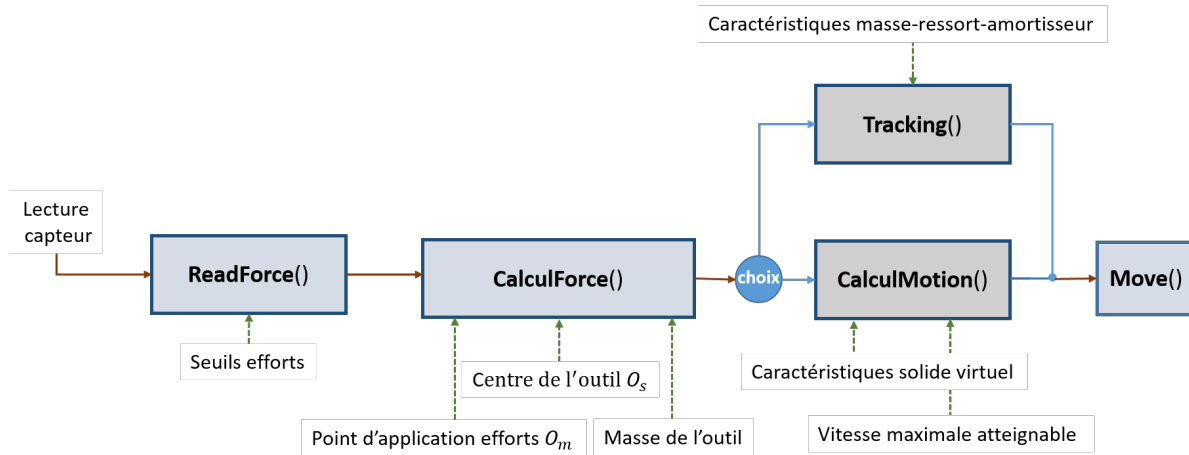 Caractéristiques masse-ressort-amortisseur
Tracking()
Lecture
capteur
ReadForce()
CalculForce()
choix
CalculMotion()
Move()
Seuils efforts
Centre de l’outil Oₛ
Caractéristiques solide virtuel
Point d’application efforts Oₘ
Masse de l’outil
Vitesse maximale atteignable